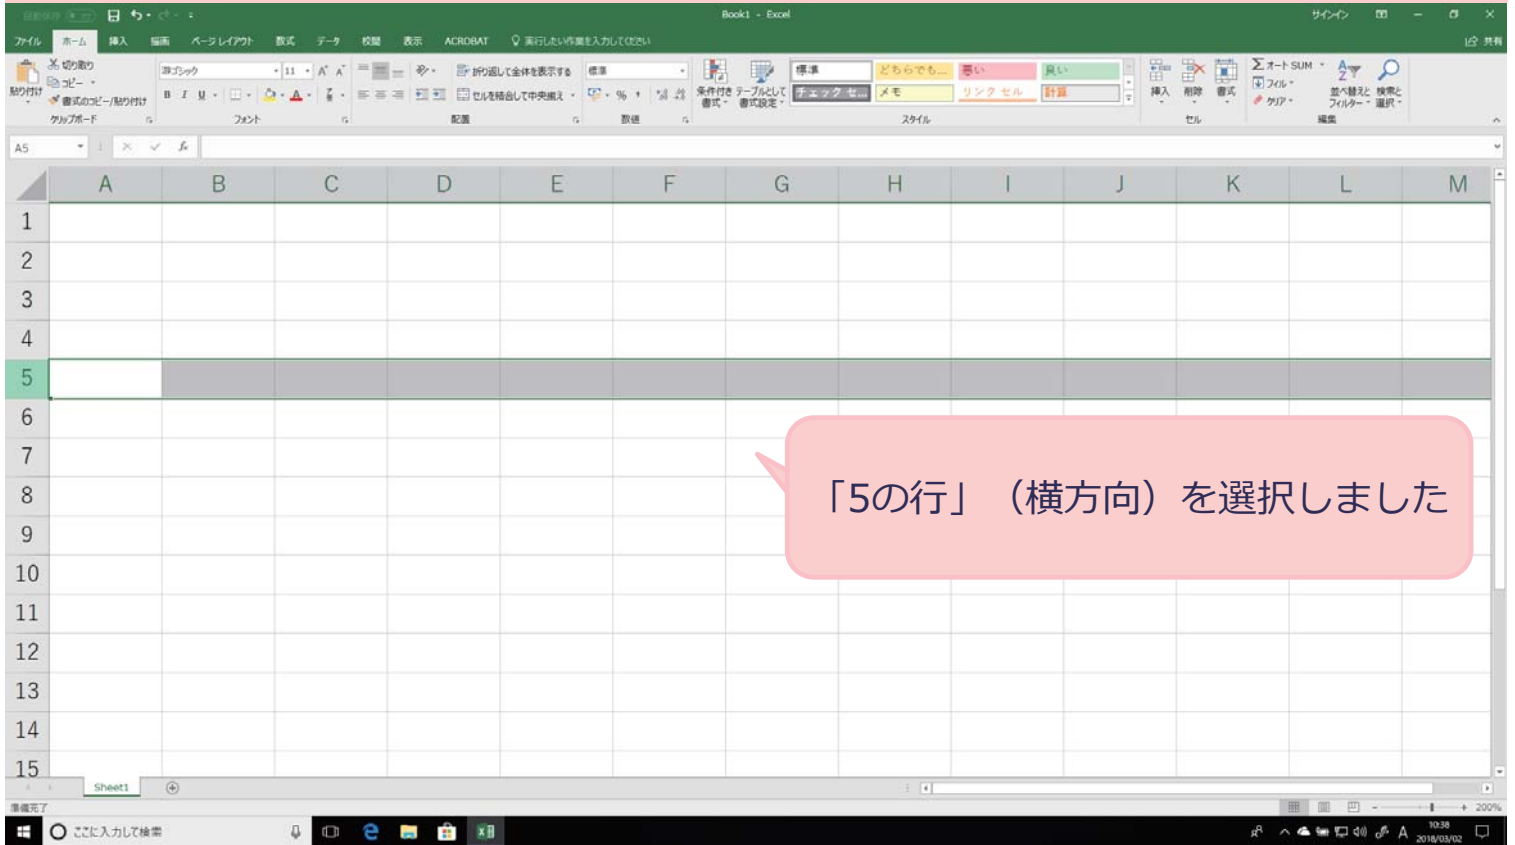 Book1 - Excel
サインイン
ファイル ホーム 挿入 描画 ページ レイアウト 数式 データ 校閲 表示 ACROBAT 実行したい作業を入力してください 共有
貼り付け
切り取り
コピー
書式のコピー/貼り付け
クリップボード
游ゴシック 11
B I U
フォント
折り返して全体を表示する
セルを結合して中央揃え
配置
標準
%
数値
条件付き書式
テーブルとして書式設定
標準 どちらでも... 悪い 良い
チェック セ... メモ リンク セル 計算
スタイル
挿入 削除 書式
セル
Σ オート SUM
フィル
クリア
並べ替えとフィルター
検索と選択
編集
A5 fx
A B C D E F G H I J K L M
1
2
3
4
5
6
7
8
9
10
11
12
13
14
15
「5の行」（横方向）を選択しました
Sheet1
準備完了
200%
ここに入力して検索
A
10:38
2018/03/02